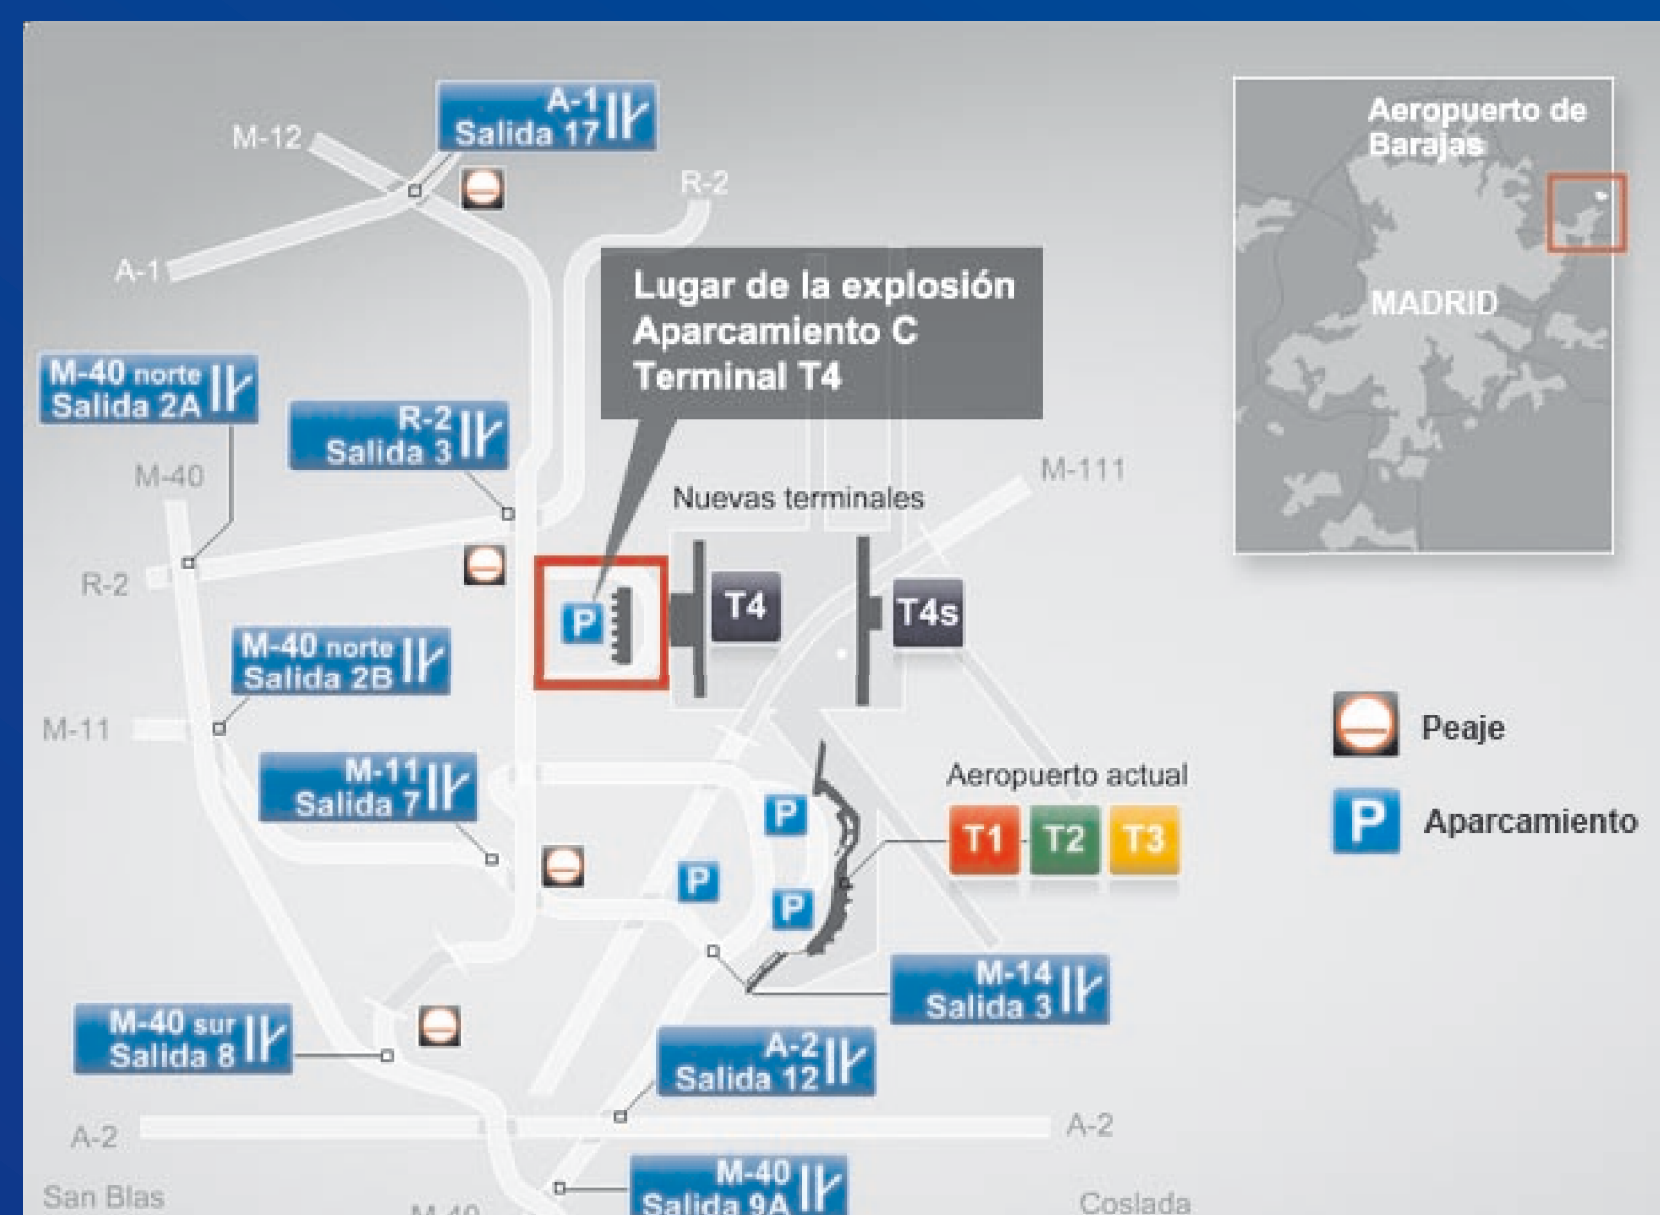 A-1
Salida 17
M-12
R-2
A-1
Aeropuerto de
Barajas
MADRID
Lugar de la explosión
Aparcamiento C
Terminal T4
M-40 norte
Salida 2A
R-2
Salida 3
M-40
M-111
Nuevas terminales
R-2
P
T4
T4s
M-40 norte
Salida 2B
M-11
Peaje
M-11
Salida 7
Aeropuerto actual
P
T1
T2
T3
P
Aparcamiento
P
P
M-14
Salida 3
M-40 sur
Salida 8
A-2
Salida 12
A-2
A-2
M-40
Salida 9A
San Blas
M-40
Coslada